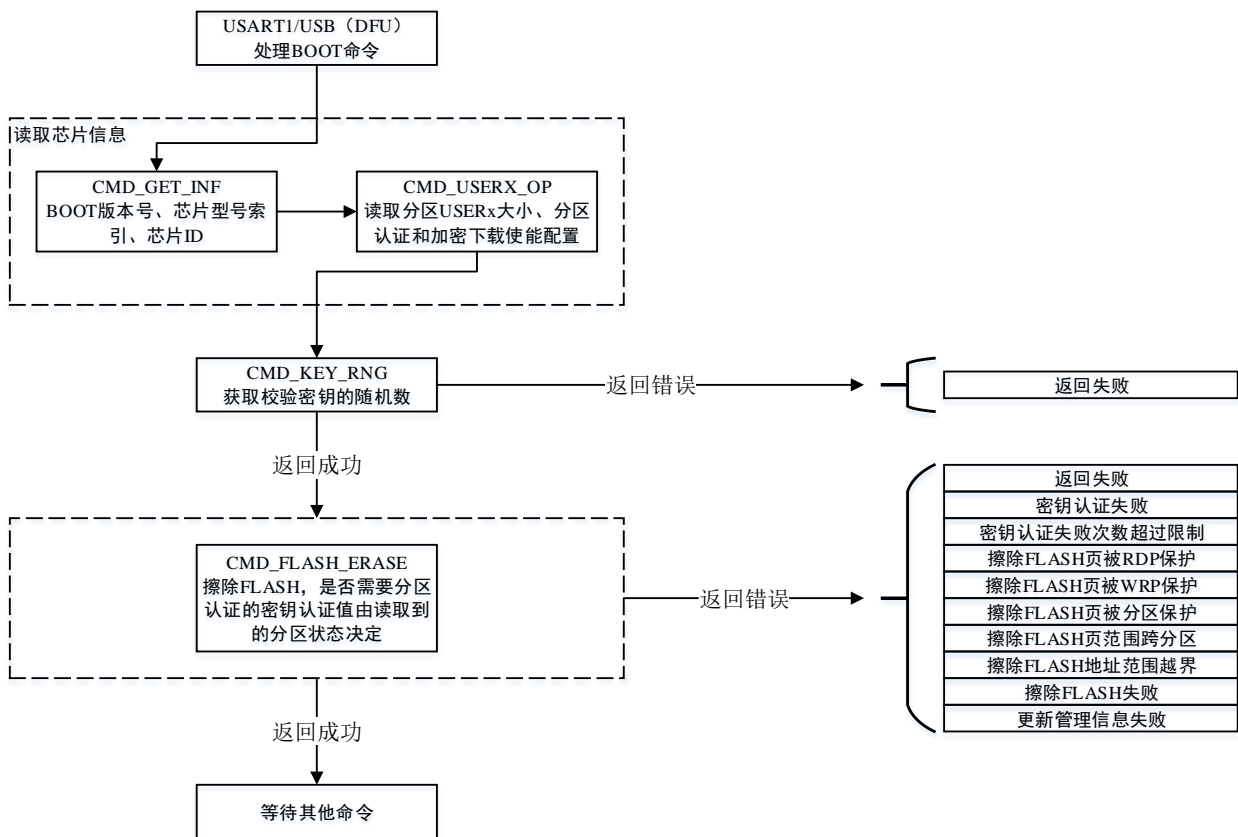 USART1/USB（DFU）
处理BOOT命令
读取芯片信息
CMD_GET_INF
BOOT版本号、芯片型号索
引、芯片ID
CMD_USERX_OP
读取分区USERx大小、分区
认证和加密下载使能配置
CMD_KEY_RNG
获取校验密钥的随机数
返回错误
返回失败
返回成功
CMD_FLASH_ERASE
擦除FLASH，是否需要分区
认证的密钥认证值由读取到
的分区状态决定
返回错误
返回失败
密钥认证失败
密钥认证失败次数超过限制
擦除FLASH页被RDP保护
擦除FLASH页被WRP保护
擦除FLASH页被分区保护
擦除FLASH页范围跨分区
擦除FLASH地址范围越界
擦除FLASH失败
更新管理信息失败
返回成功
等待其他命令